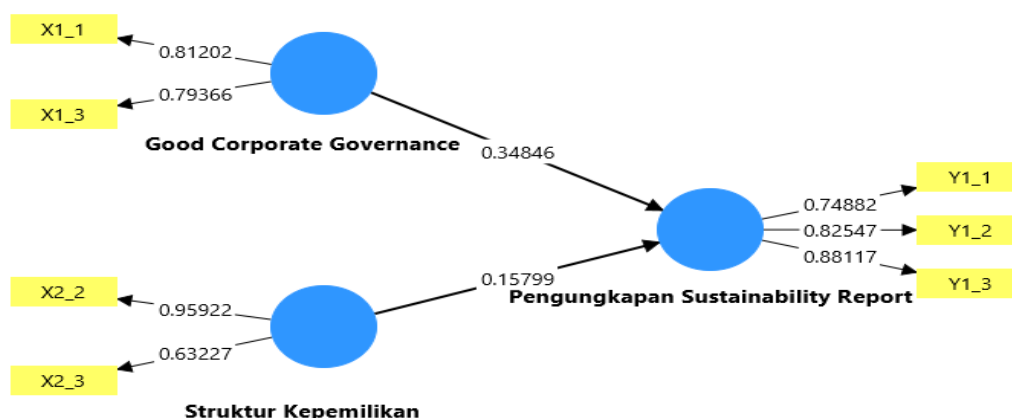 X1_1
0.81202
0.79366
X1_3
Good Corporate Governance
0.34846
Y1_1
0.74882
0.82547
Y1_2
0.88117
Y1_3
0.15799
Pengungkapan Sustainability Report
X2_2
0.95922
0.63227
X2_3
Struktur Kepemilikan